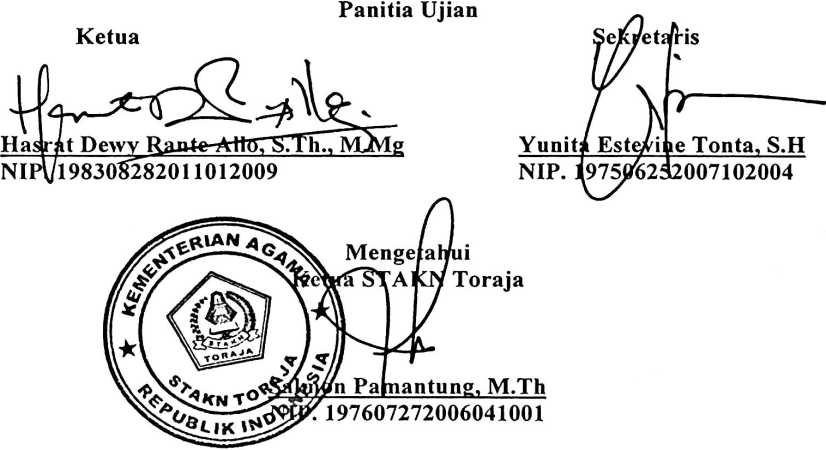 Panitia Ujian
Ketua
Sekretaris
Hasrat Dewy Rante Allo, S.Th., M.Mg
NIP. 198308282011012009
Yunita Estevine Tonta, S.H
NIP. 197506252007102004
Mengetahui
Ketua STAKN Toraja
KEMENTERIAN AGAMA
REPUBLIK INDONESIA
STAKN TORAJA
STAKN
TORAJA
Salmon Pamantung, M.Th
NIP. 197607272006041001